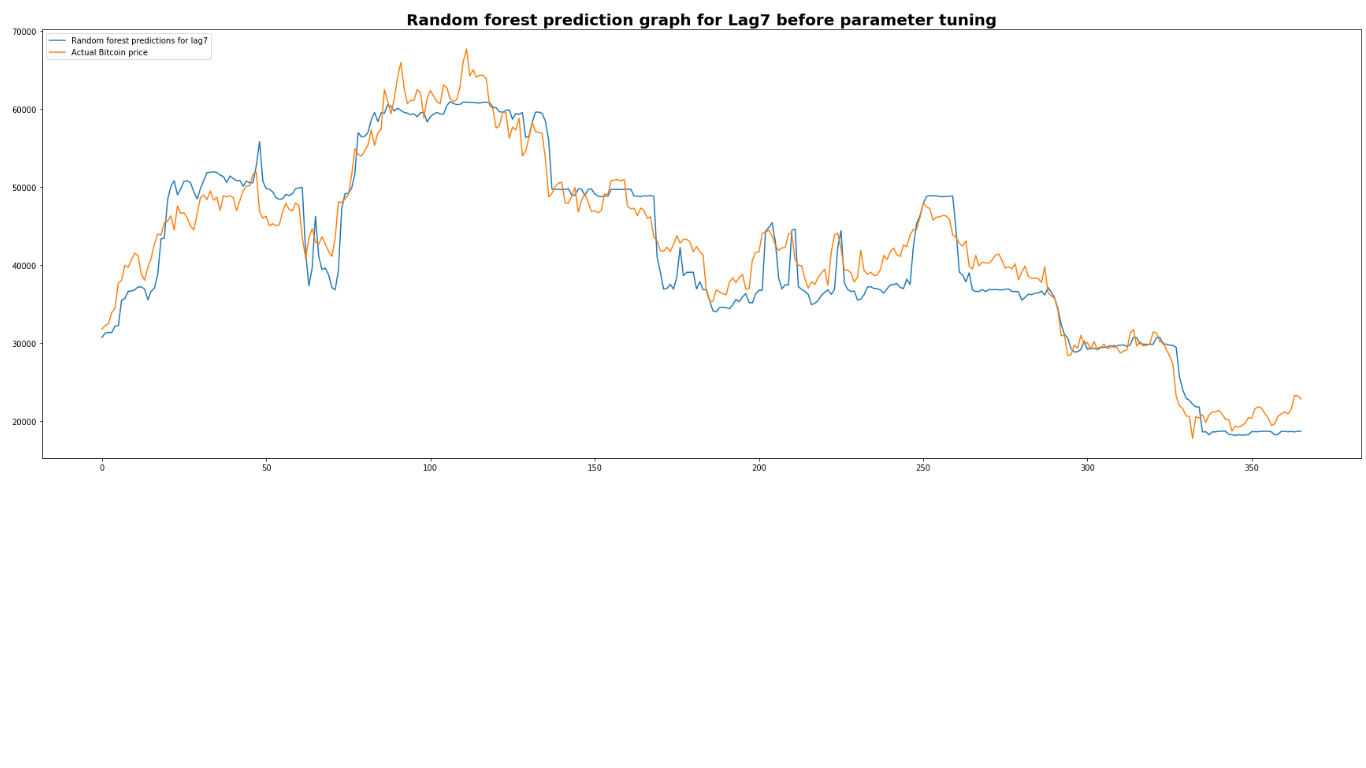 Random forest prediction graph for Lag7 before parameter tuning
70000
Random forest predictions for lag7
Actual Bitcoin price
60000
50000
40000
30000
20000
0 50 100 150 200 250 300 350